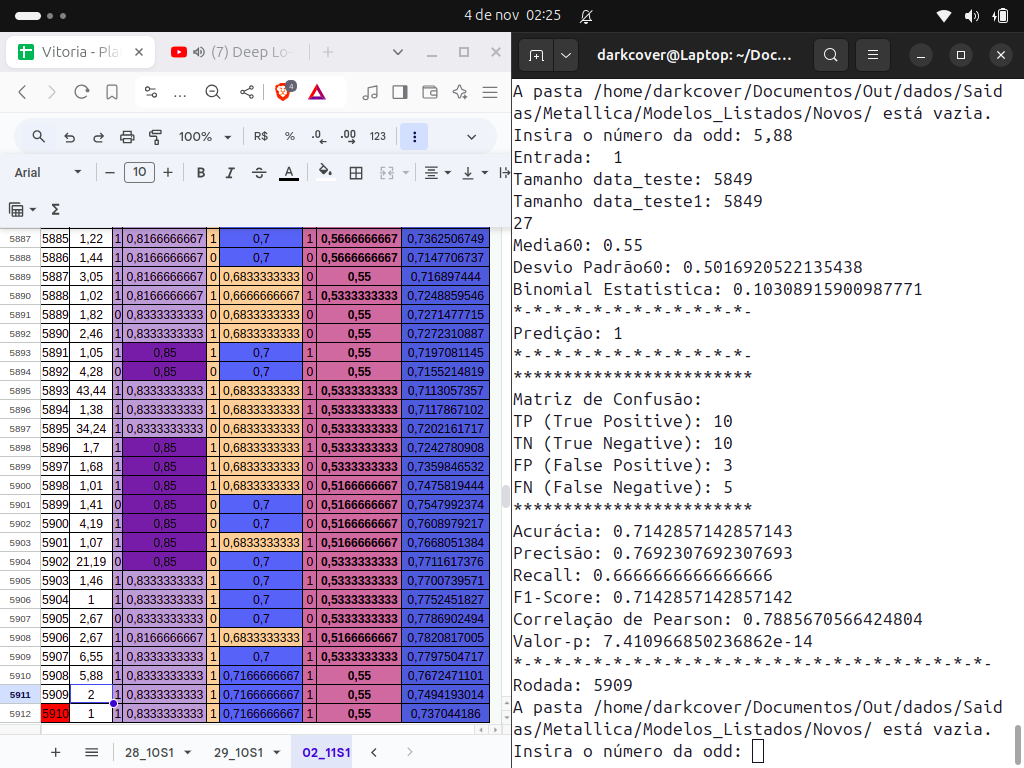 4 de nov 02:25
Vitoria - Pla
(7) Deep Lo
darkcover@Laptop: ~/Doc...
4
100%
R$ % .0 .00 123
Arial
10
B I A
5887 5885 1,22 1 0,8166666667 1 0,7 1 0,5666666667 0,7362506749
5888 5886 1,44 1 0,8166666667 0 0,7 0 0,5666666667 0,7147706737
5889 5887 3,05 1 0,8166666667 0 0,6833333333 0 0,55 0,716897444
5890 5888 1,02 1 0,8166666667 1 0,6666666667 1 0,5333333333 0,7248859546
5891 5889 1,82 0 0,8333333333 0 0,6833333333 0 0,55 0,7271477715
5892 5890 2,46 1 0,8333333333 1 0,6833333333 0 0,55 0,7272310887
5893 5891 1,05 1 0,85 1 0,7 1 0,55 0,7197081145
5894 5892 4,28 0 0,85 0 0,7 0 0,55 0,7155214819
5895 5893 43,44 1 0,8333333333 1 0,6833333333 1 0,5333333333 0,7113057357
5896 5894 1,38 1 0,8333333333 1 0,6833333333 1 0,5333333333 0,7117867102
5897 5895 34,24 1 0,8333333333 0 0,6833333333 0 0,5333333333 0,7202161717
5898 5896 1,7 1 0,85 1 0,6833333333 1 0,5333333333 0,7242780908
5899 5897 1,68 1 0,85 1 0,6833333333 0 0,5333333333 0,7359846532
5900 5898 1,01 1 0,85 1 0,6833333333 0 0,5166666667 0,7475819444
5901 5899 1,41 0 0,85 0 0,7 0 0,5166666667 0,7547992374
5902 5900 4,19 1 0,85 0 0,7 0 0,5166666667 0,7608979217
5903 5901 1,07 1 0,85 1 0,6833333333 1 0,5166666667 0,7668051384
5904 5902 21,19 0 0,85 0 0,7 0 0,5333333333 0,7711617376
5905 5903 1,46 1 0,8333333333 1 0,7 1 0,5333333333 0,7700739571
5906 5904 1 1 0,8333333333 1 0,7 1 0,5333333333 0,7752451827
5907 5905 2,67 0 0,8333333333 0 0,7 0 0,5333333333 0,7786902494
5908 5906 2,67 1 0,8166666667 1 0,6833333333 1 0,5166666667 0,7820817005
5909 5907 6,55 1 0,8333333333 1 0,7 1 0,5333333333 0,7797504717
5910 5908 5,88 1 0,8333333333 1 0,7166666667 1 0,55 0,7672471101
5911 5909 2 1 0,8333333333 1 0,7166666667 1 0,55 0,7494193014
5912 5910 1 1 0,8333333333 1 0,7166666667 1 0,55 0,737044186
28_10S1 29_10S1 02_11S1
A pasta /home/darkcover/Documentos/Out/dados/Said
as/Metallica/Modelos_Listados/Novos/ está vazia.
Insira o número da odd: 5,88
Entrada:  1
Tamanho data_teste: 5849
Tamanho data_teste1: 5849
27
Media60: 0.55
Desvio Padrão60: 0.5016920522135438
Binomial Estatistica: 0.10308915900987771
*-*-*-*-*-*-*-*-*-*-*-*-
Predição: 1
*-*-*-*-*-*-*-*-*-*-*-*-
************************
Matriz de Confusão:
TP (True Positive): 10
TN (True Negative): 10
FP (False Positive): 3
FN (False Negative): 5
************************
Acurácia: 0.7142857142857143
Precisão: 0.7692307692307693
Recall: 0.6666666666666666
F1-Score: 0.7142857142857142
Correlação de Pearson: 0.7885670566424804
Valor-p: 7.410966850236862e-14
*-*-*-*-*-*-*-*-*-*-*-*-*-*-*-*-*-*-*-*-*-*-*-*-
Rodada: 5909
A pasta /home/darkcover/Documentos/Out/dados/Said
as/Metallica/Modelos_Listados/Novos/ está vazia.
Insira o número da odd: